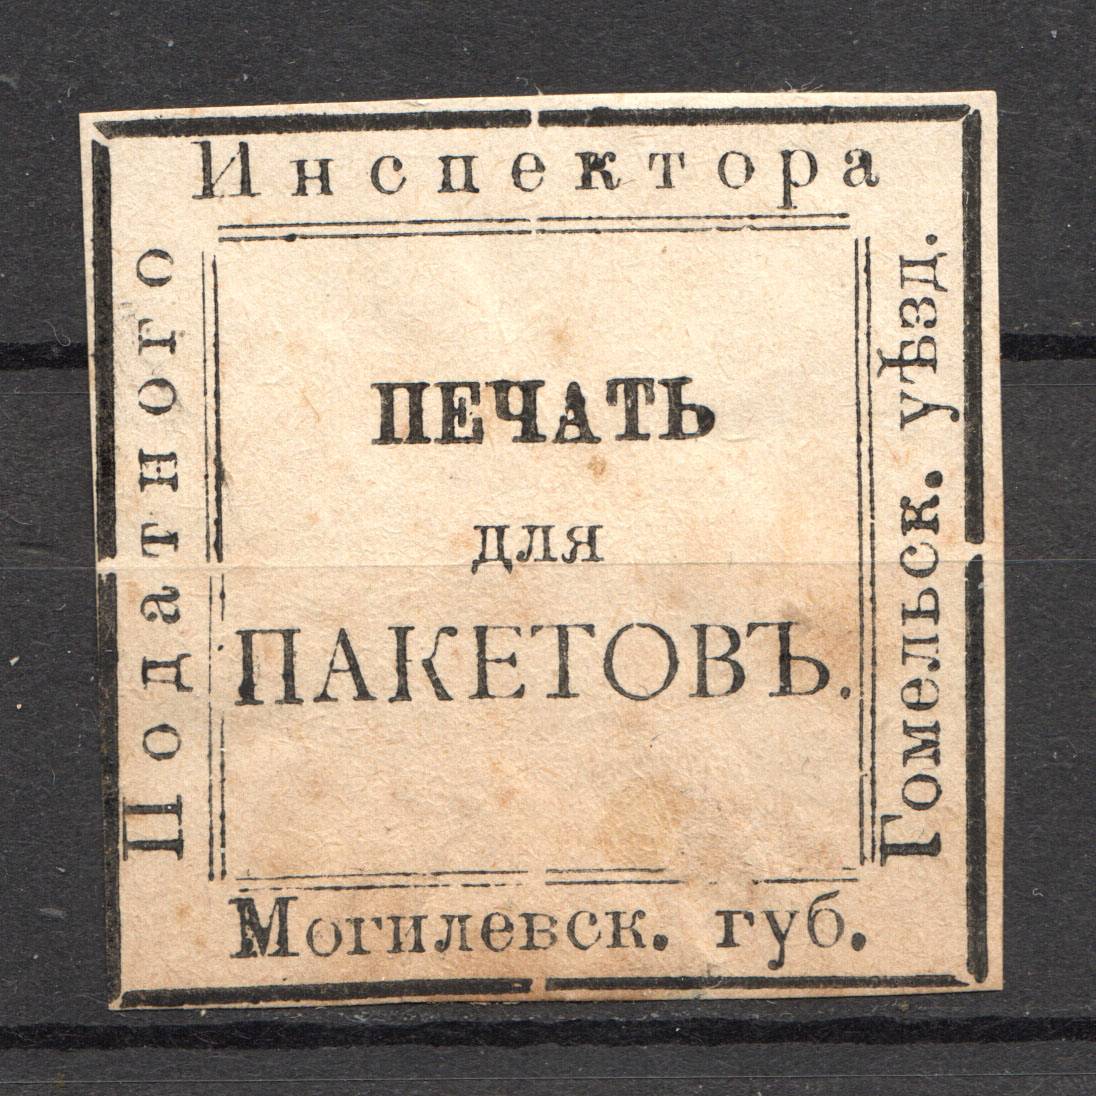 Податного
Инспектора
Гомельск. уѣзд.
Могилевск. губ.
ПЕЧАТЬ
для
ПАКЕТОВЪ.